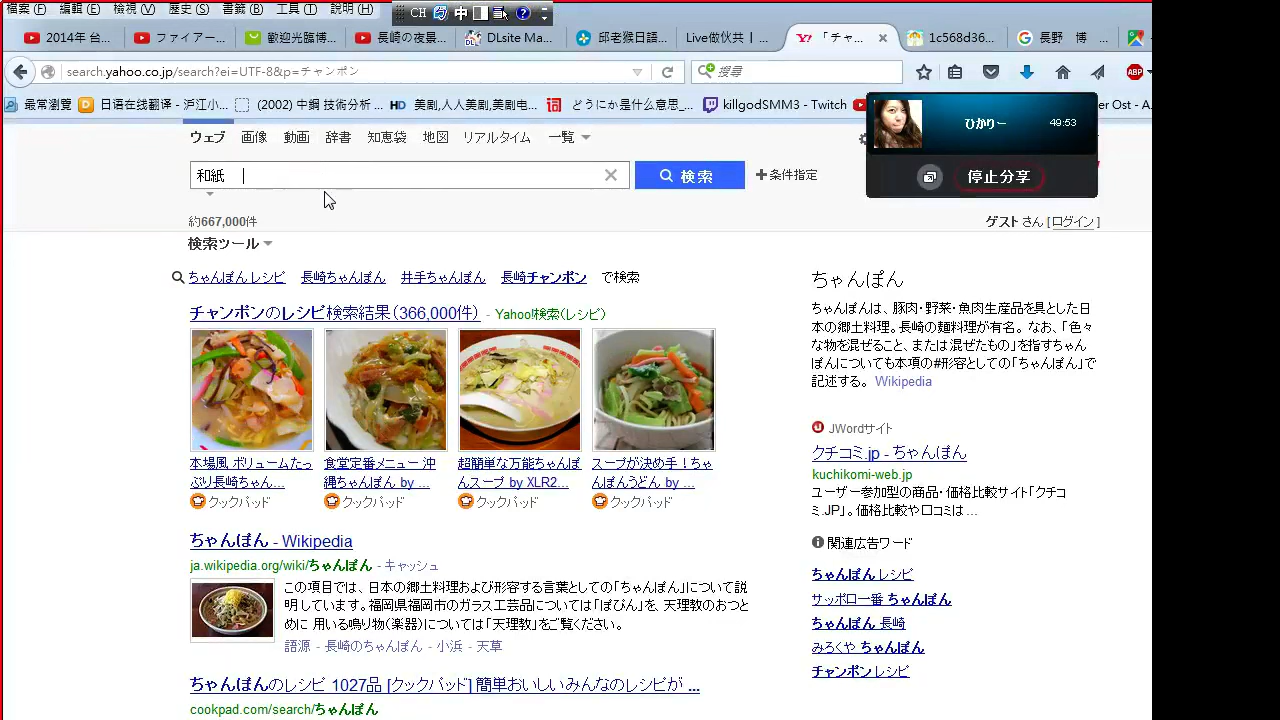 檔案(F) 編輯(E) 檢視(V) 歷史(S) 書籤(B) 工具(T) 說明(H)
CH 中
2014年 台...
ファイアー...
歡迎光臨博...
長崎の夜景...
DLsite Ma...
邱老猴日語...
Live做伙共 |...
「チャ...
1c568d36...
長野 博 ...
search.yahoo.co.jp/search?ei=UTF-8&p=チャンポン
搜尋
ABP
最常瀏覽
日语在线翻译 - 沪江小...
(2002) 中鋼 技術分析...
HD 美劇,人人美劇,美劇电...
どうにか是什么意思_...
killgodSMM3 - Twitch
er Ost - A...
ひかりー 49:53
停止分享
ウェブ 画像 動画 辞書 知恵袋 地図 リアルタイム 一覧
和紙
検索
+条件指定
約667,000件
ゲストさん [ログイン]
検索ツール
ちゃんぽん レシピ 長崎ちゃんぽん 井手ちゃんぽん 長崎チャンポン で検索
チャンポンのレシピ検索結果(366,000件) - Yahoo!検索(レシピ)
本場風 ボリュームたっぷり長崎ちゃん...
クックパッド
食堂定番メニュー 沖縄ちゃんぽん by ...
クックパッド
超簡単な万能ちゃんぽんスープ by XLR2...
クックパッド
スープが決め手!ちゃんぽんうどん by ...
クックパッド
ちゃんぽん - Wikipedia
ja.wikipedia.org/wiki/ちゃんぽん - キャッシュ
この項目では、日本の郷土料理および形容する言葉としての「ちゃんぽん」について説
明しています。福岡県福岡市のガラス工芸品については「ぽぴん」を、天理教のおつと
めに 用いる鳴り物(楽器)については「天理教」をご覧ください。
語源 - 長崎のちゃんぽん - 小浜 - 天草
ちゃんぽんのレシピ 1027品 [クックパッド] 簡単おいしいみんなのレシピが ...
cookpad.com/search/ちゃんぽん
ちゃんぽん
ちゃんぽんは、豚肉・野菜・魚肉生産品を具とした日
本の郷土料理。長崎の麺料理が有名。 なお、「色々
な物を混ぜること、または混ぜたもの」を指すちゃん
ぽんについても本項の#形容としての「ちゃんぽん」で
記述する。 Wikipedia
JWordサイト
クチコミ.jp - ちゃんぽん
kuchikomi-web.jp
ユーザー参加型の商品・価格比較サイト「クチコ
ミ.JP」。価格比較や口コミは ...
関連広告ワード
ちゃんぽん レシピ
サッポロ一番 ちゃんぽん
ちゃんぽん 長崎
みろくや ちゃんぽん
チャンポン レシピ